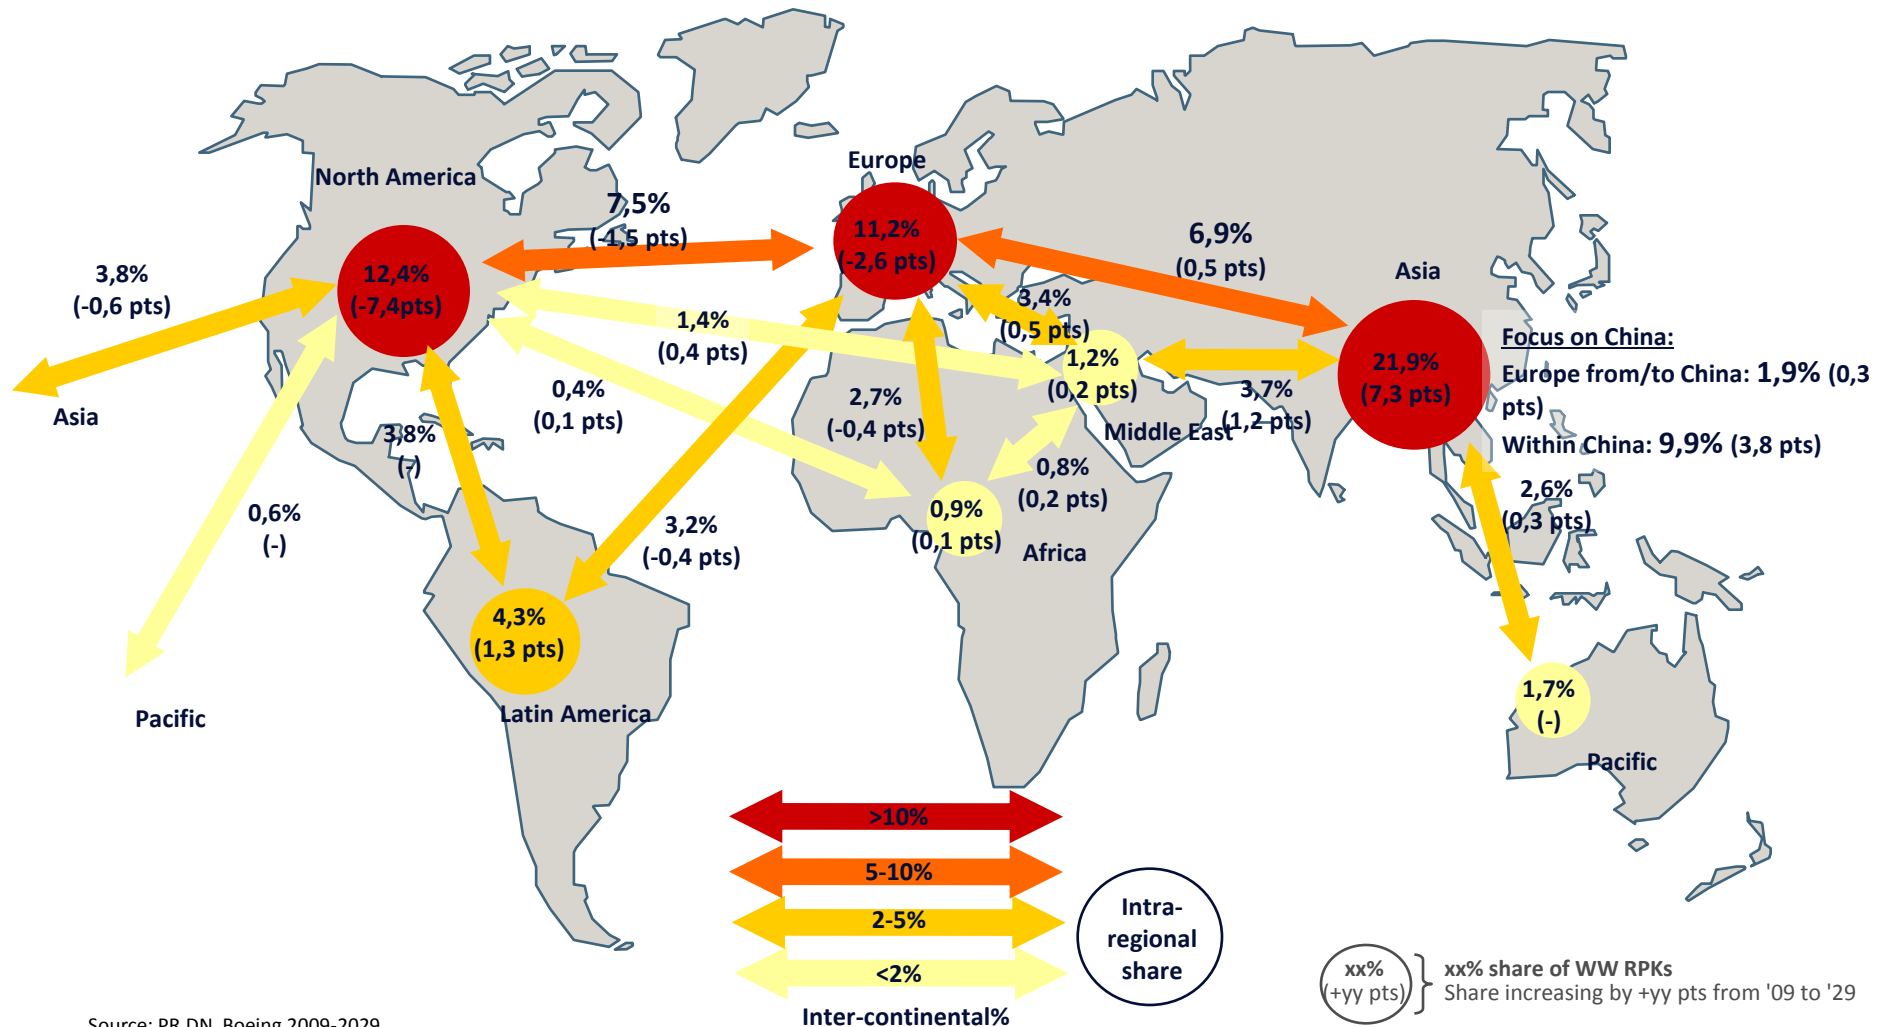 Europe
North America
7,5%
(-1,5 pts)
11,2%
(-2,6 pts)
6,9%
(0,5 pts)
Asia
3,8%
(-0,6 pts)
12,4%
(-7,4pts)
3,4%
(0,5 pts)
1,4%
(0,4 pts)
Focus on China:
Europe from/to China: 1,9% (0,3
pts)
Within China: 9,9% (3,8 pts)
1,2%
(0,2 pts)
21,9%
(7,3 pts)
Asia
0,4%
(0,1 pts)
2,7%
(-0,4 pts)
3,7%
(1,2 pts)
Middle East
3,8%
(-)
0,8%
(0,2 pts)
2,6%
(0,3 pts)
0,6%
(-)
3,2%
(-0,4 pts)
0,9%
(0,1 pts)
Africa
4,3%
(1,3 pts)
1,7%
(-)
Pacific
Latin America
Pacific
>10%
5-10%
2-5%
<2%
Inter-continental%
Intra-
regional
share
xx%
(+yy pts)
xx% share of WW RPKs
Share increasing by +yy pts from '09 to '29
Source: PR.DN, Boeing 2009-2029